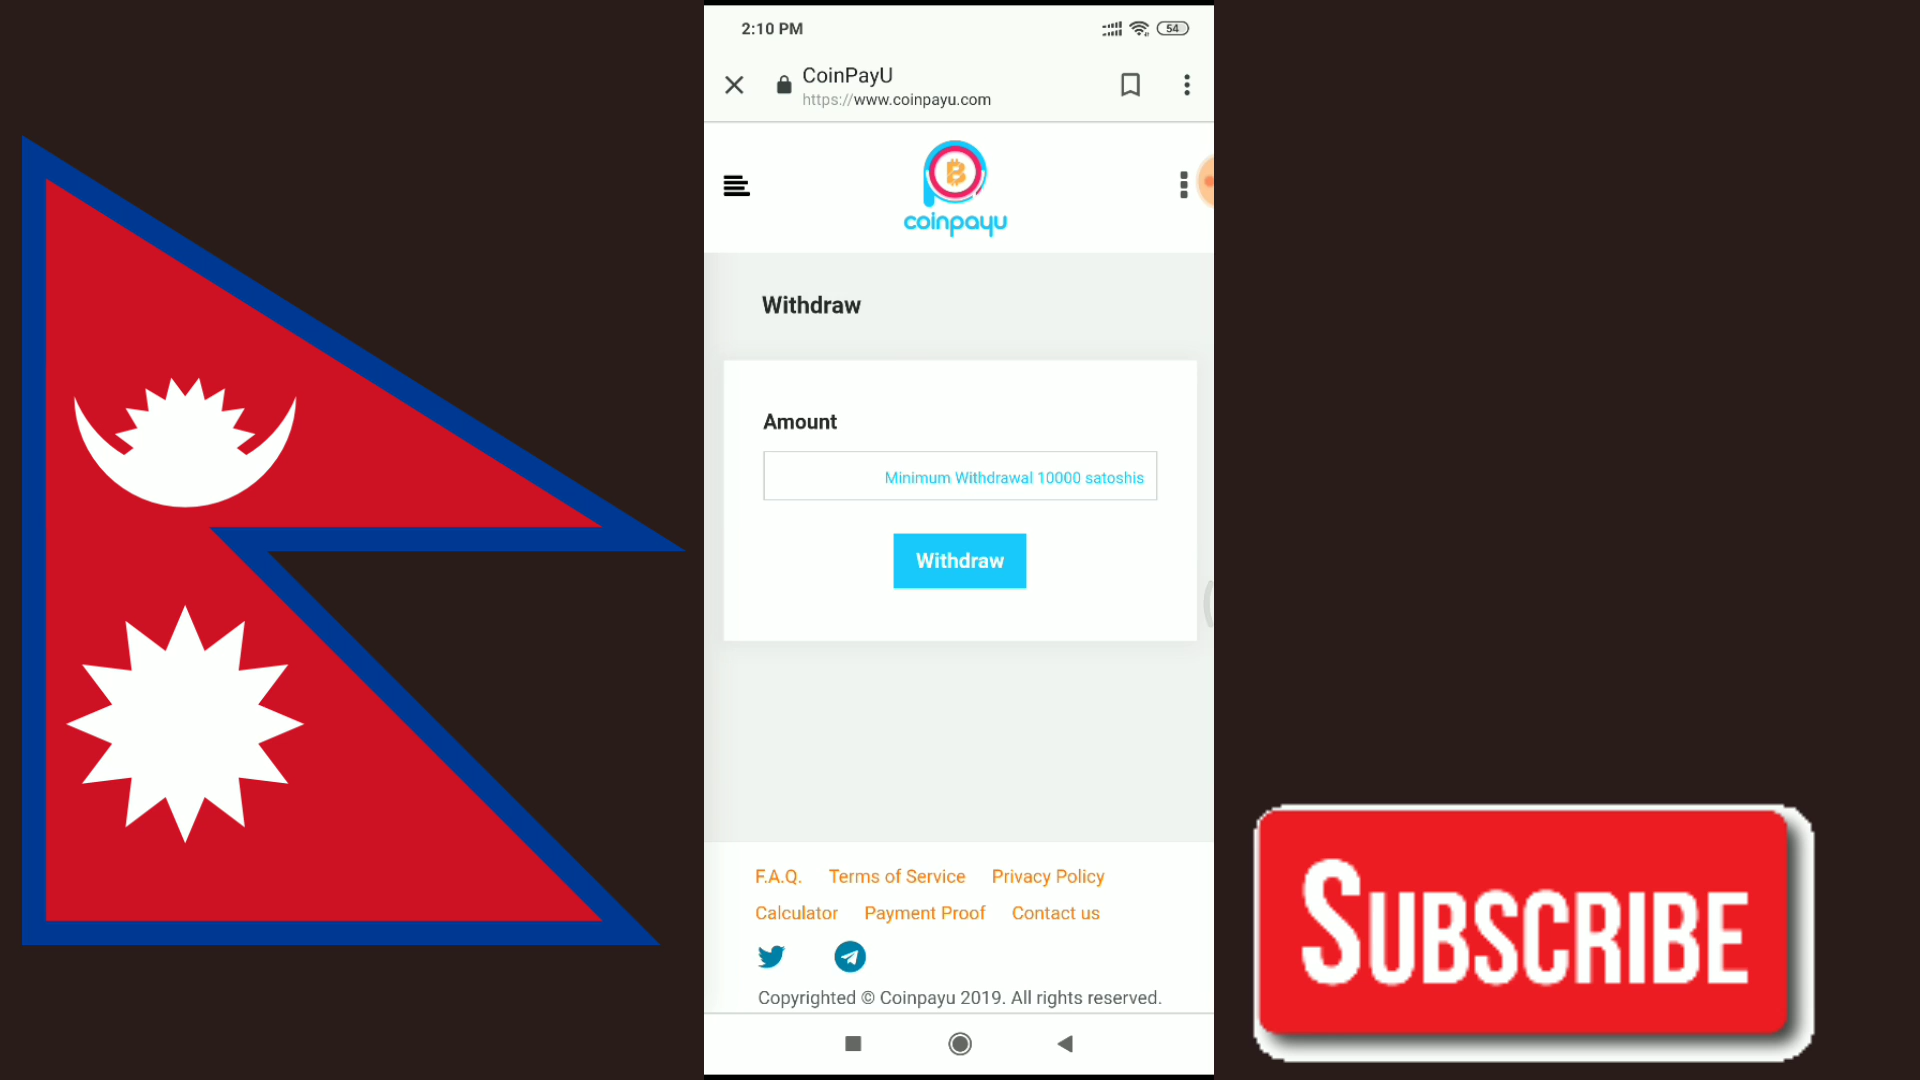 2:10 PM
54
CoinPayU
https://www.coinpayu.com
coinpayu
Withdraw
Amount
Minimum Withdrawal 10000 satoshis
Withdraw
F.A.Q. Terms of Service Privacy Policy
Calculator Payment Proof Contact us
Copyrighted © Coinpayu 2019. All rights reserved.
SUBSCRIBE